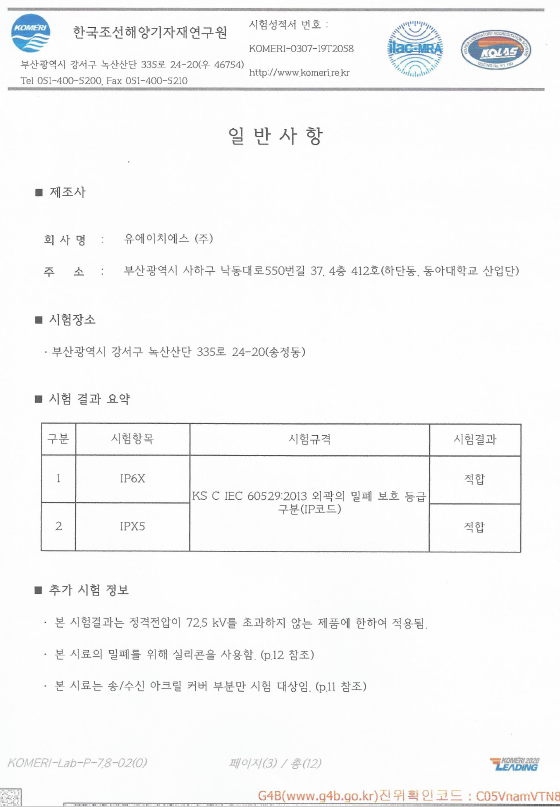 KOMERI
한국조선해양기자재연구원
시험성적서 번호 :
KOMERI-0307-19T2058
부산광역시 강서구 녹산산단 335로 24-20(우 46754)
Tel 051-400-5200, Fax 051-400-5210
http://www.komeri.re.kr
ilac-MRA
KOLAS
일 반 사 항
■ 제조사
회 사 명 : 유에이치에스 (주)
주 소 : 부산광역시 사하구 낙동대로550번길 37, 4층 412호(하단동, 동아대학교 산업단)
■ 시험장소
· 부산광역시 강서구 녹산산단 335로 24-20(송정동)
■ 시험 결과 요약
구분 시험항목 시험규격 시험결과
1 IP6X 적합
KS C IEC 60529:2013 외곽의 밀폐 보호 등급
구분(IP코드)
2 IPX5 적합
■ 추가 시험 정보
· 본 시험결과는 정격전압이 72.5 kV를 초과하지 않는 제품에 한하여 적용됨.
· 본 시료의 밀폐를 위해 실리콘을 사용함. (p.12 참조)
· 본 시료는 송/수신 아크릴 커버 부분만 시험 대상임. (p.11 참조)
KOMERI-Lab-P-7.8-02(0)
페이지(3) / 총(12)
KOMERI 2020
LEADING
G4B(www.g4b.go.kr)진위확인코드 : C05VnamVTN8